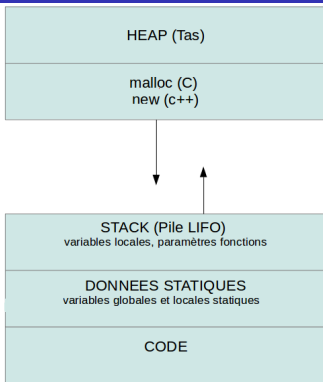 HEAP (Tas)
malloc (C)
new (c++)
STACK (Pile LIFO)
variables locales, paramètres fonctions
DONNEES STATIQUES
variables globales et locales statiques
CODE